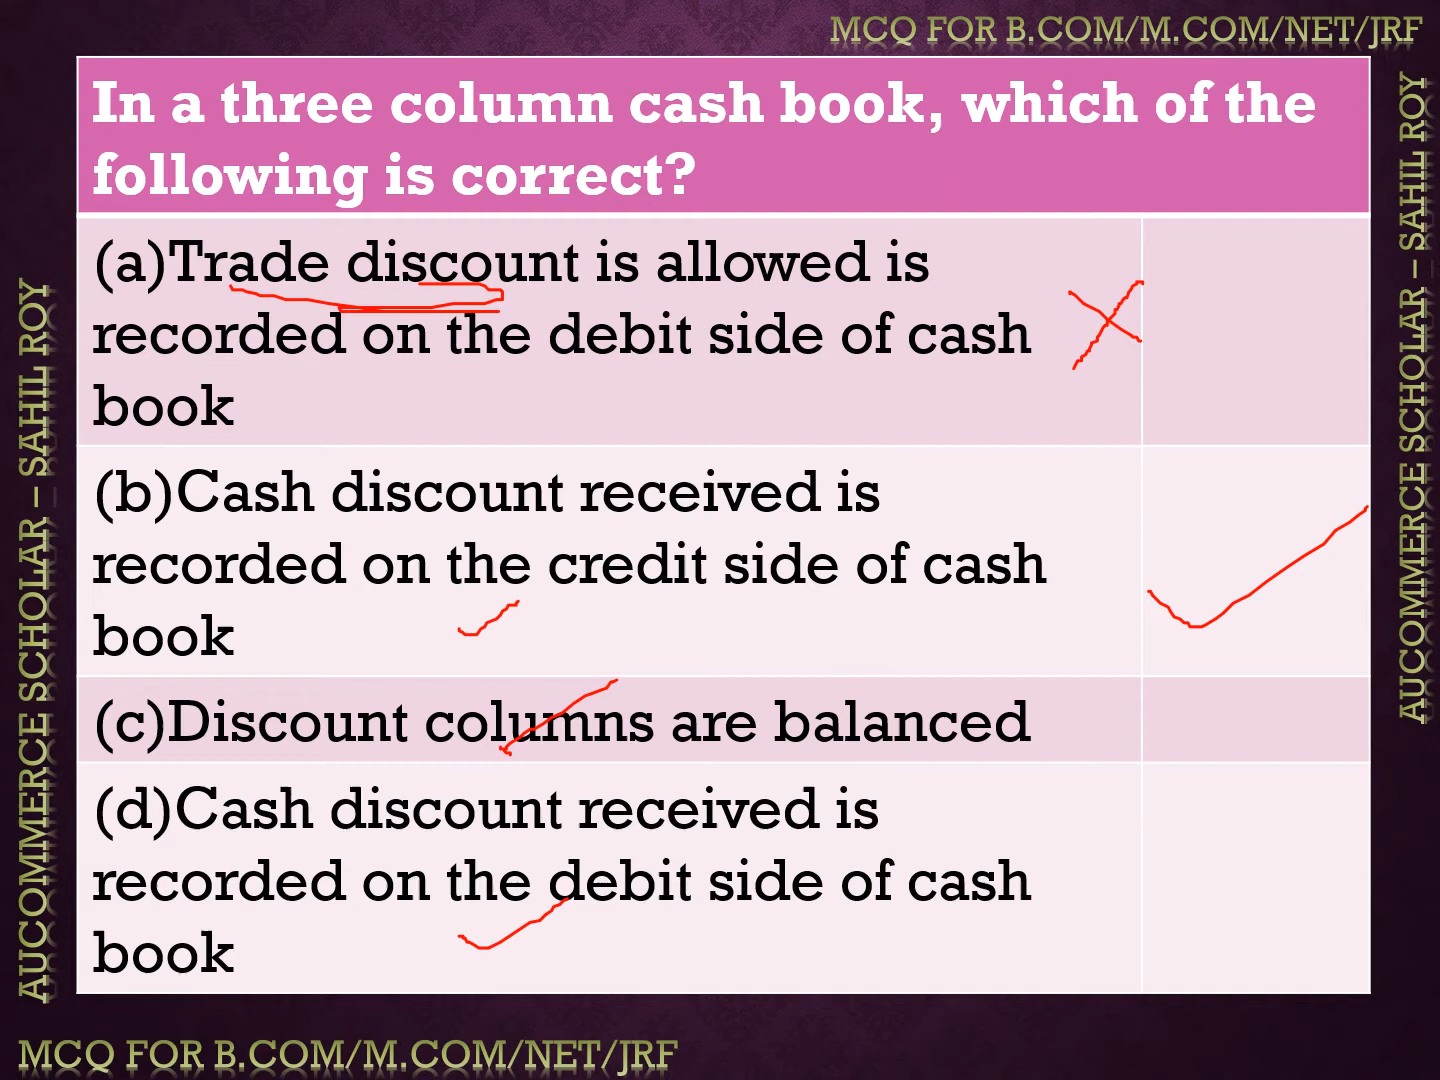 MCQ FOR B.COM/M.COM/NET/JRF
In a three column cash book, which of the
following is correct?
(a)Trade discount is allowed is
recorded on the debit side of cash
book
(b)Cash discount received is
recorded on the credit side of cash
book
(c)Discount columns are balanced
(d)Cash discount received is
recorded on the debit side of cash
book
AUCOMMERCE SCHOLAR – SAHIL ROY
AUCOMMERCE SCHOLAR – SAHIL ROY
MCQ FOR B.COM/M.COM/NET/JRF